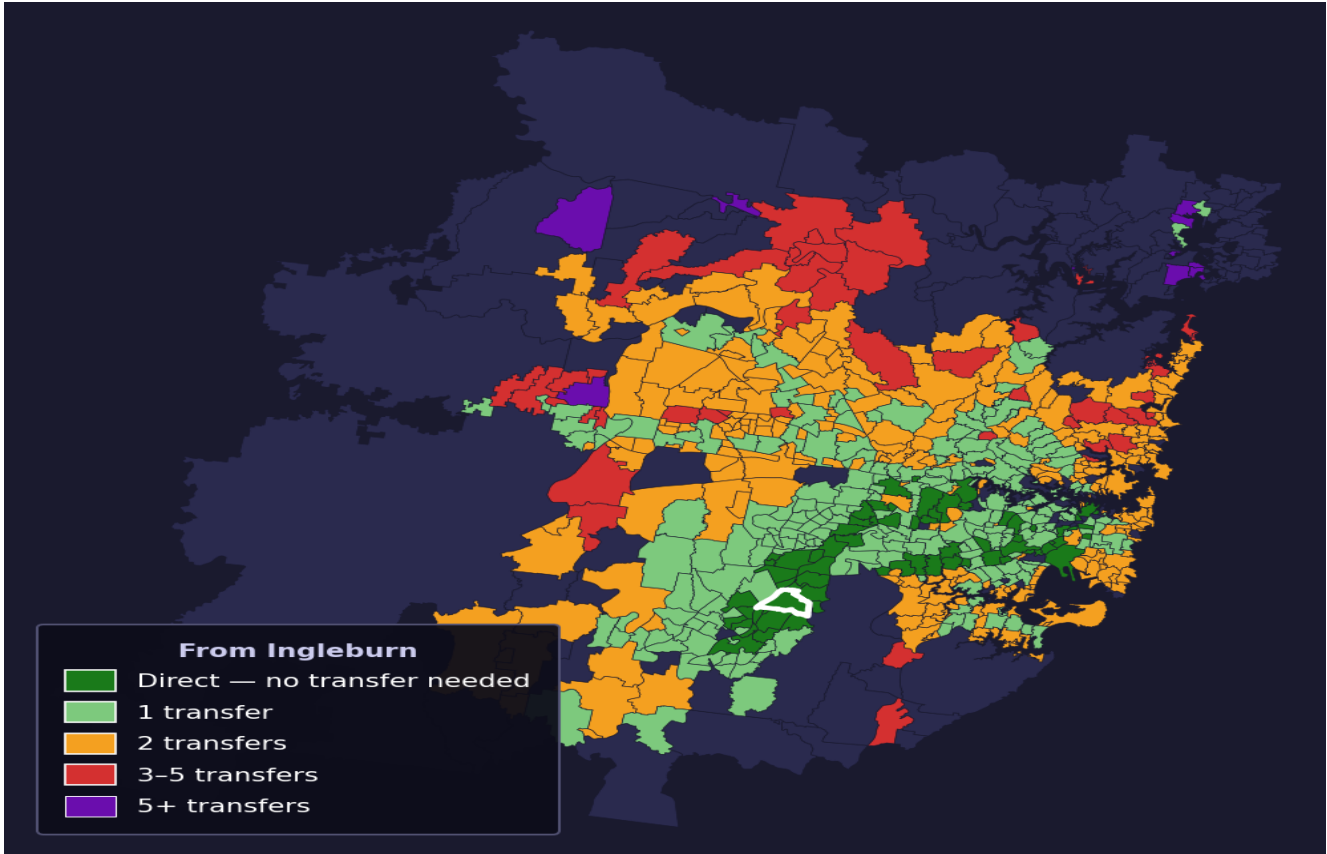 From Ingleburn
Direct — no transfer needed
1 transfer
2 transfers
3–5 transfers
5+ transfers